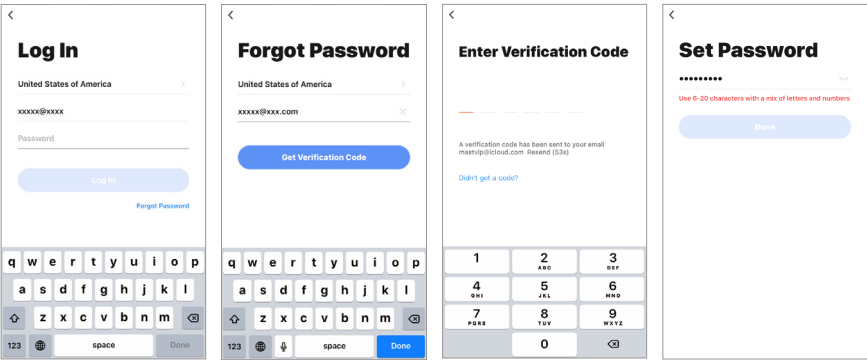 Log In
United States of America
xxxxx@xxxx
Password
Log In
Forgot Password
q w e r t y u i o p
a s d f g h j k l
z x c v b n m
123 space Done
Forgot Password
United States of America
xxxxx@xxx.com
Get Verification Code
q w e r t y u i o p
a s d f g h j k l
z x c v b n m
123 space Done
Enter Verification Code
A verification code has been sent to your email
mastvip@icloud.com Resend (53s)
Didn't get a code?
1 2 3
ABC DEF
4 5 6
GHI JKL MNO
7 8 9
PQRS TUV WXYZ
0
Set Password
•••••••••
Use 6-20 characters with a mix of letters and numbers
Done